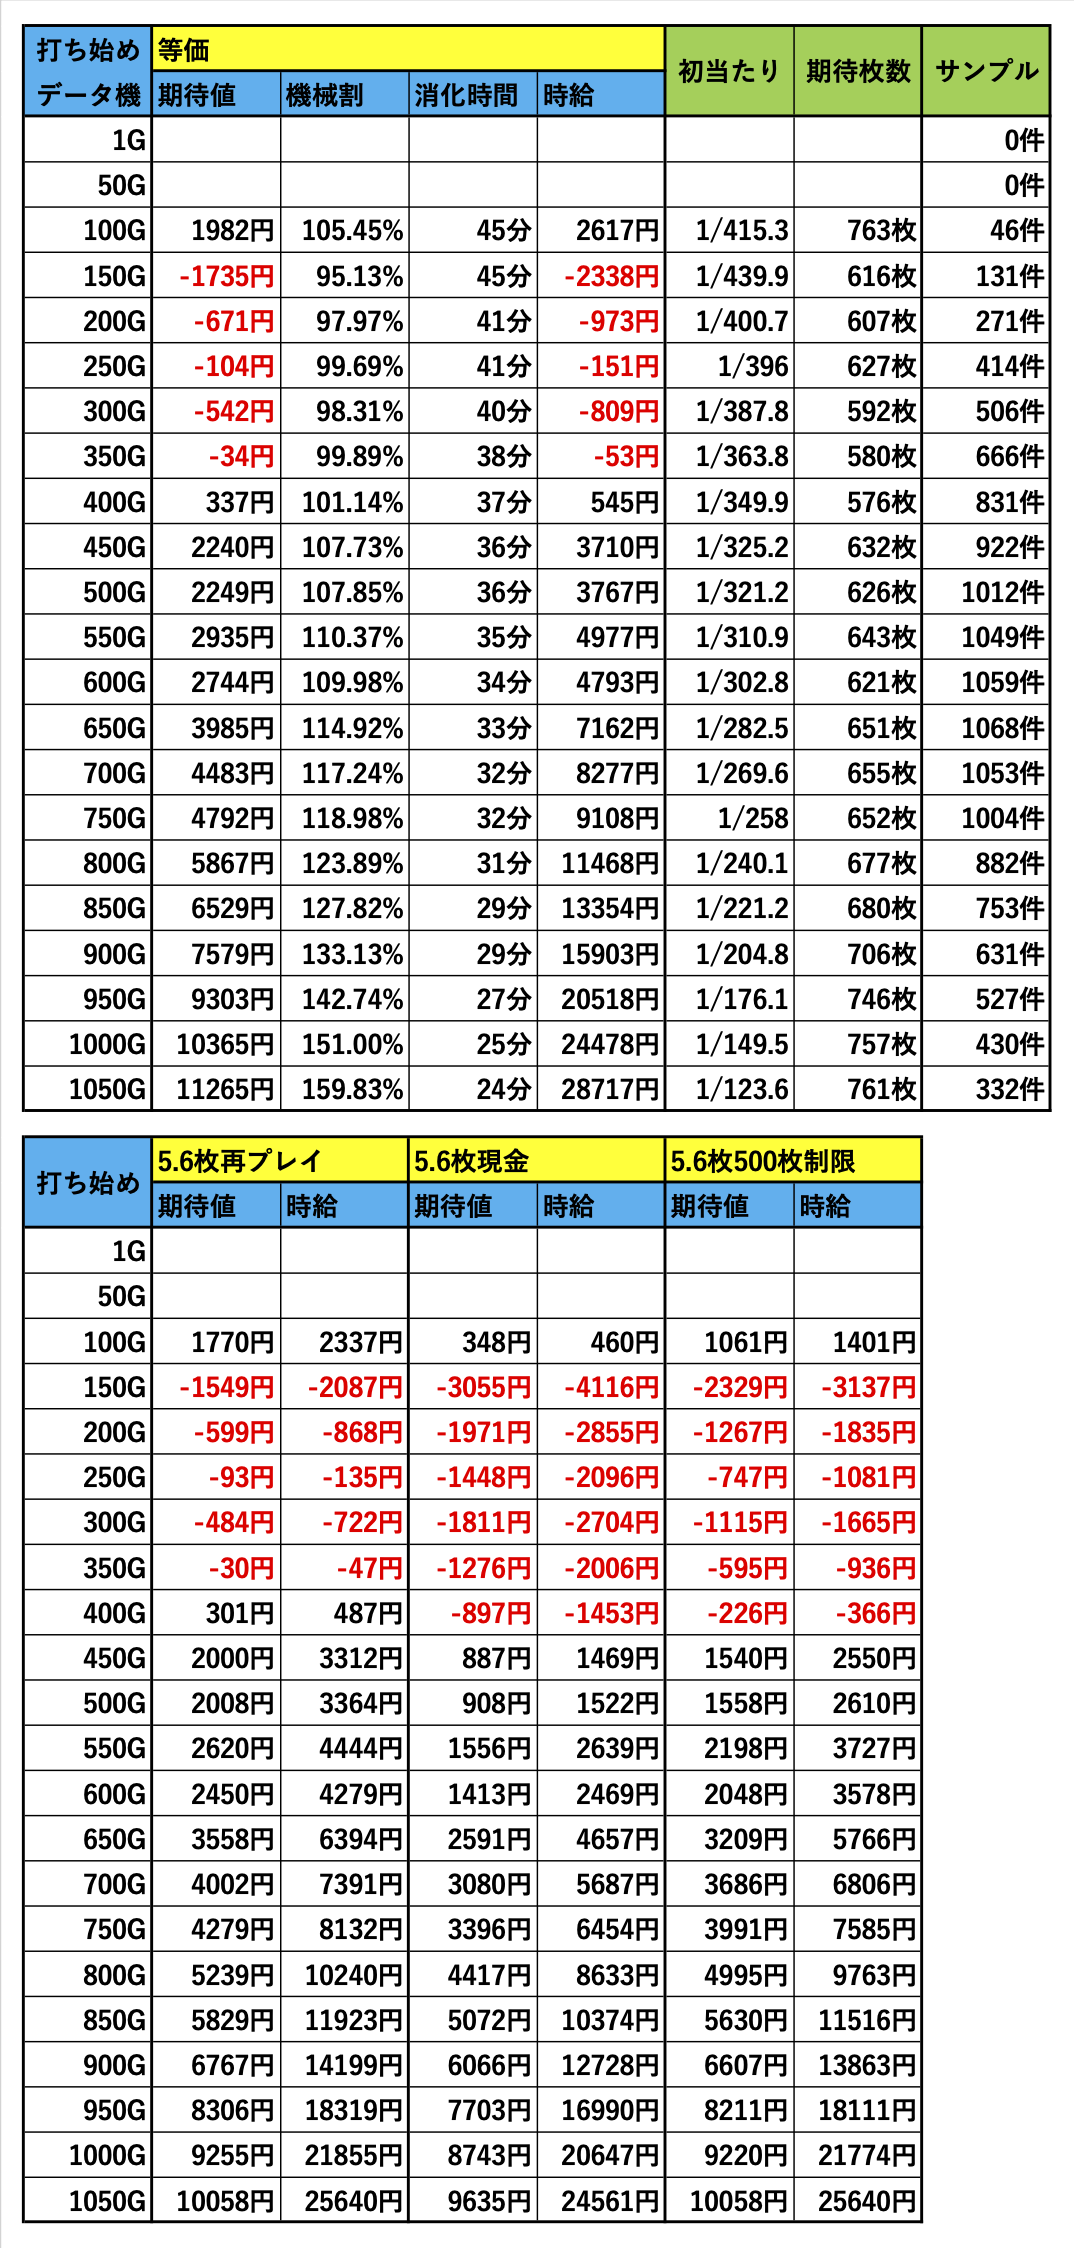 打ち始め 等価 初当たり 期待枚数 サンプル
データ機 期待値 機械割 消化時間 時給
1G 0件
50G 0件
100G 1982円 105.45% 45分 2617円 1/415.3 763枚 46件
150G -1735円 95.13% 45分 -2338円 1/439.9 616枚 131件
200G -671円 97.97% 41分 -973円 1/400.7 607枚 271件
250G -104円 99.69% 41分 -151円 1/396 627枚 414件
300G -542円 98.31% 40分 -809円 1/387.8 592枚 506件
350G -34円 99.89% 38分 -53円 1/363.8 580枚 666件
400G 337円 101.14% 37分 545円 1/349.9 576枚 831件
450G 2240円 107.73% 36分 3710円 1/325.2 632枚 922件
500G 2249円 107.85% 36分 3767円 1/321.2 626枚 1012件
550G 2935円 110.37% 35分 4977円 1/310.9 643枚 1049件
600G 2744円 109.98% 34分 4793円 1/302.8 621枚 1059件
650G 3985円 114.92% 33分 7162円 1/282.5 651枚 1068件
700G 4483円 117.24% 32分 8277円 1/269.6 655枚 1053件
750G 4792円 118.98% 32分 9108円 1/258 652枚 1004件
800G 5867円 123.89% 31分 11468円 1/240.1 677枚 882件
850G 6529円 127.82% 29分 13354円 1/221.2 680枚 753件
900G 7579円 133.13% 29分 15903円 1/204.8 706枚 631件
950G 9303円 142.74% 27分 20518円 1/176.1 746枚 527件
1000G 10365円 151.00% 25分 24478円 1/149.5 757枚 430件
1050G 11265円 159.83% 24分 28717円 1/123.6 761枚 332件
打ち始め 5.6枚再プレイ 5.6枚現金 5.6枚500枚制限
期待値 時給 期待値 時給 期待値 時給
1G
50G
100G 1770円 2337円 348円 460円 1061円 1401円
150G -1549円 -2087円 -3055円 -4116円 -2329円 -3137円
200G -599円 -868円 -1971円 -2855円 -1267円 -1835円
250G -93円 -135円 -1448円 -2096円 -747円 -1081円
300G -484円 -722円 -1811円 -2704円 -1115円 -1665円
350G -30円 -47円 -1276円 -2006円 -595円 -936円
400G 301円 487円 -897円 -1453円 -226円 -366円
450G 2000円 3312円 887円 1469円 1540円 2550円
500G 2008円 3364円 908円 1522円 1558円 2610円
550G 2620円 4444円 1556円 2639円 2198円 3727円
600G 2450円 4279円 1413円 2469円 2048円 3578円
650G 3558円 6394円 2591円 4657円 3209円 5766円
700G 4002円 7391円 3080円 5687円 3686円 6806円
750G 4279円 8132円 3396円 6454円 3991円 7585円
800G 5239円 10240円 4417円 8633円 4995円 9763円
850G 5829円 11923円 5072円 10374円 5630円 11516円
900G 6767円 14199円 6066円 12728円 6607円 13863円
950G 8306円 18319円 7703円 16990円 8211円 18111円
1000G 9255円 21855円 8743円 20647円 9220円 21774円
1050G 10058円 25640円 9635円 24561円 10058円 25640円